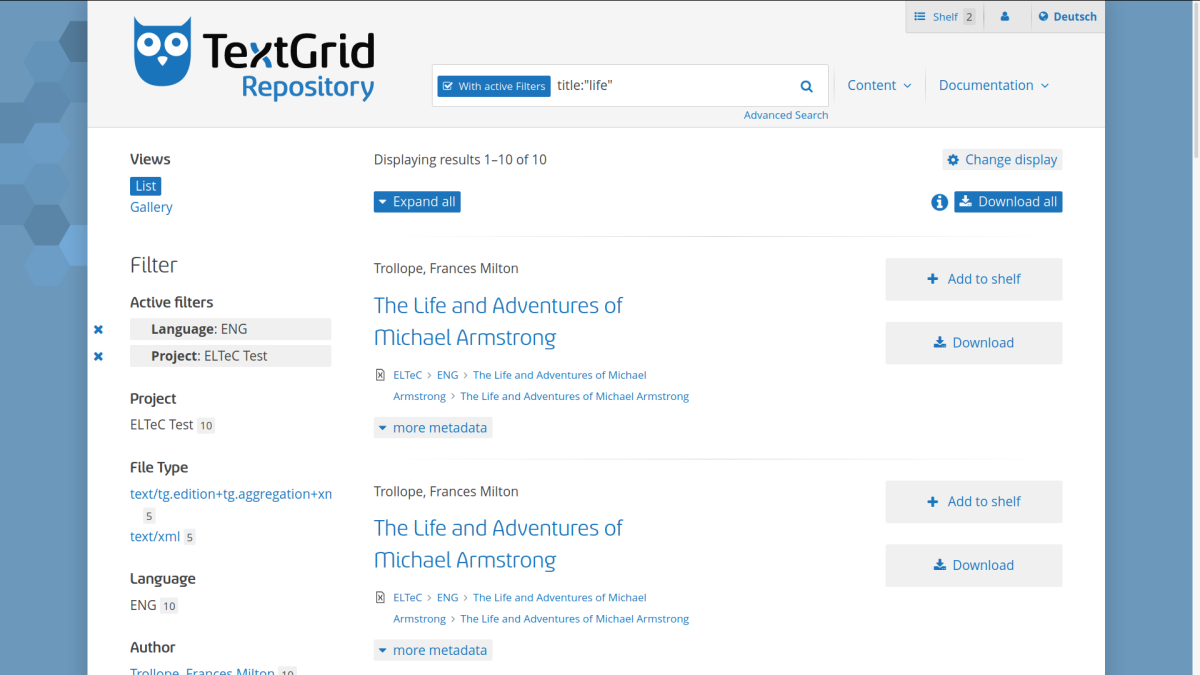 Shelf 2
Deutsch
TextGrid
Repository
With active Filters title:"life"
Content
Documentation
Advanced Search
Views
List
Gallery
Filter
Active filters
Language: ENG
Project: ELTeC Test
Project
ELTeC Test 10
File Type
text/tg.edition+tg.aggregation+xn
5
text/xml 5
Language
ENG 10
Author
Trollope, Frances Milton 10
Displaying results 1–10 of 10
Change display
Expand all
Download all
Trollope, Frances Milton
The Life and Adventures of
Michael Armstrong
ELTeC > ENG > The Life and Adventures of Michael
Armstrong > The Life and Adventures of Michael Armstrong
more metadata
Add to shelf
Download
Trollope, Frances Milton
The Life and Adventures of
Michael Armstrong
ELTeC > ENG > The Life and Adventures of Michael
Armstrong > The Life and Adventures of Michael Armstrong
more metadata
Add to shelf
Download